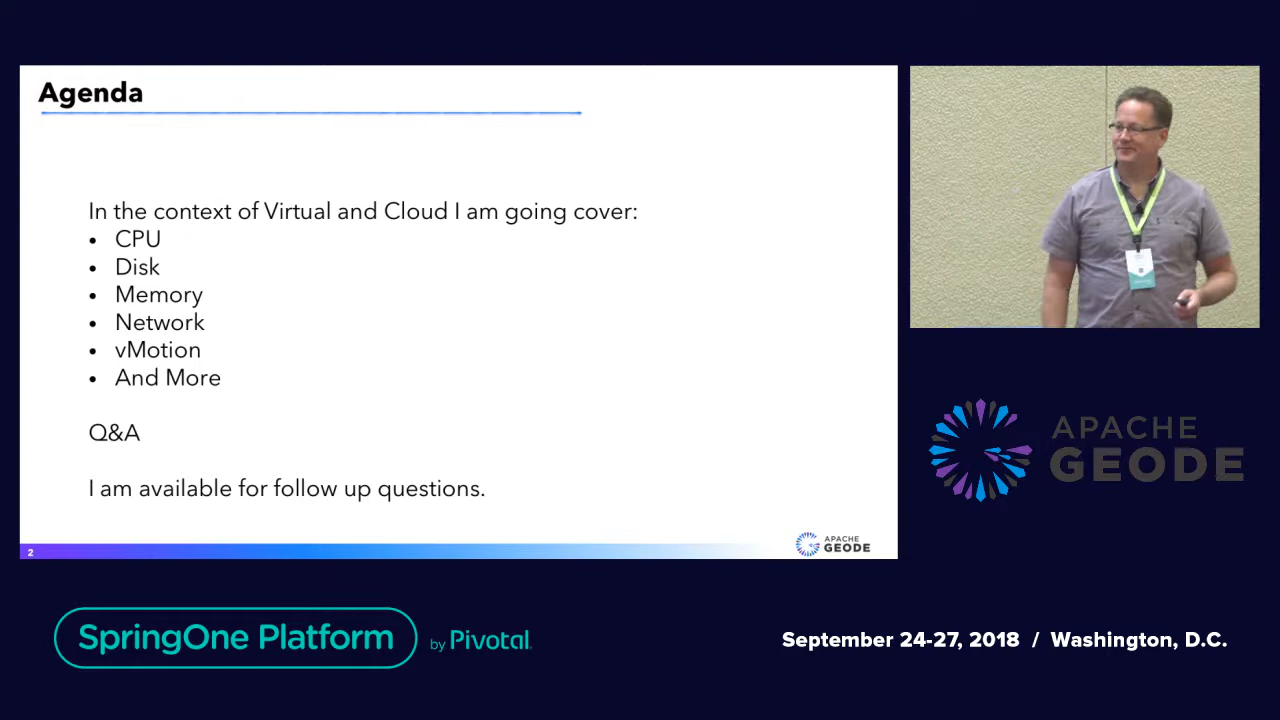 Agenda
In the context of Virtual and Cloud I am going cover:
• CPU
• Disk
• Memory
• Network
• vMotion
• And More
Q&A
I am available for follow up questions.
2
APACHE
GEODE
APACHE
GEODE
SpringOne Platform
by Pivotal
September 24-27, 2018 / Washington, D.C.